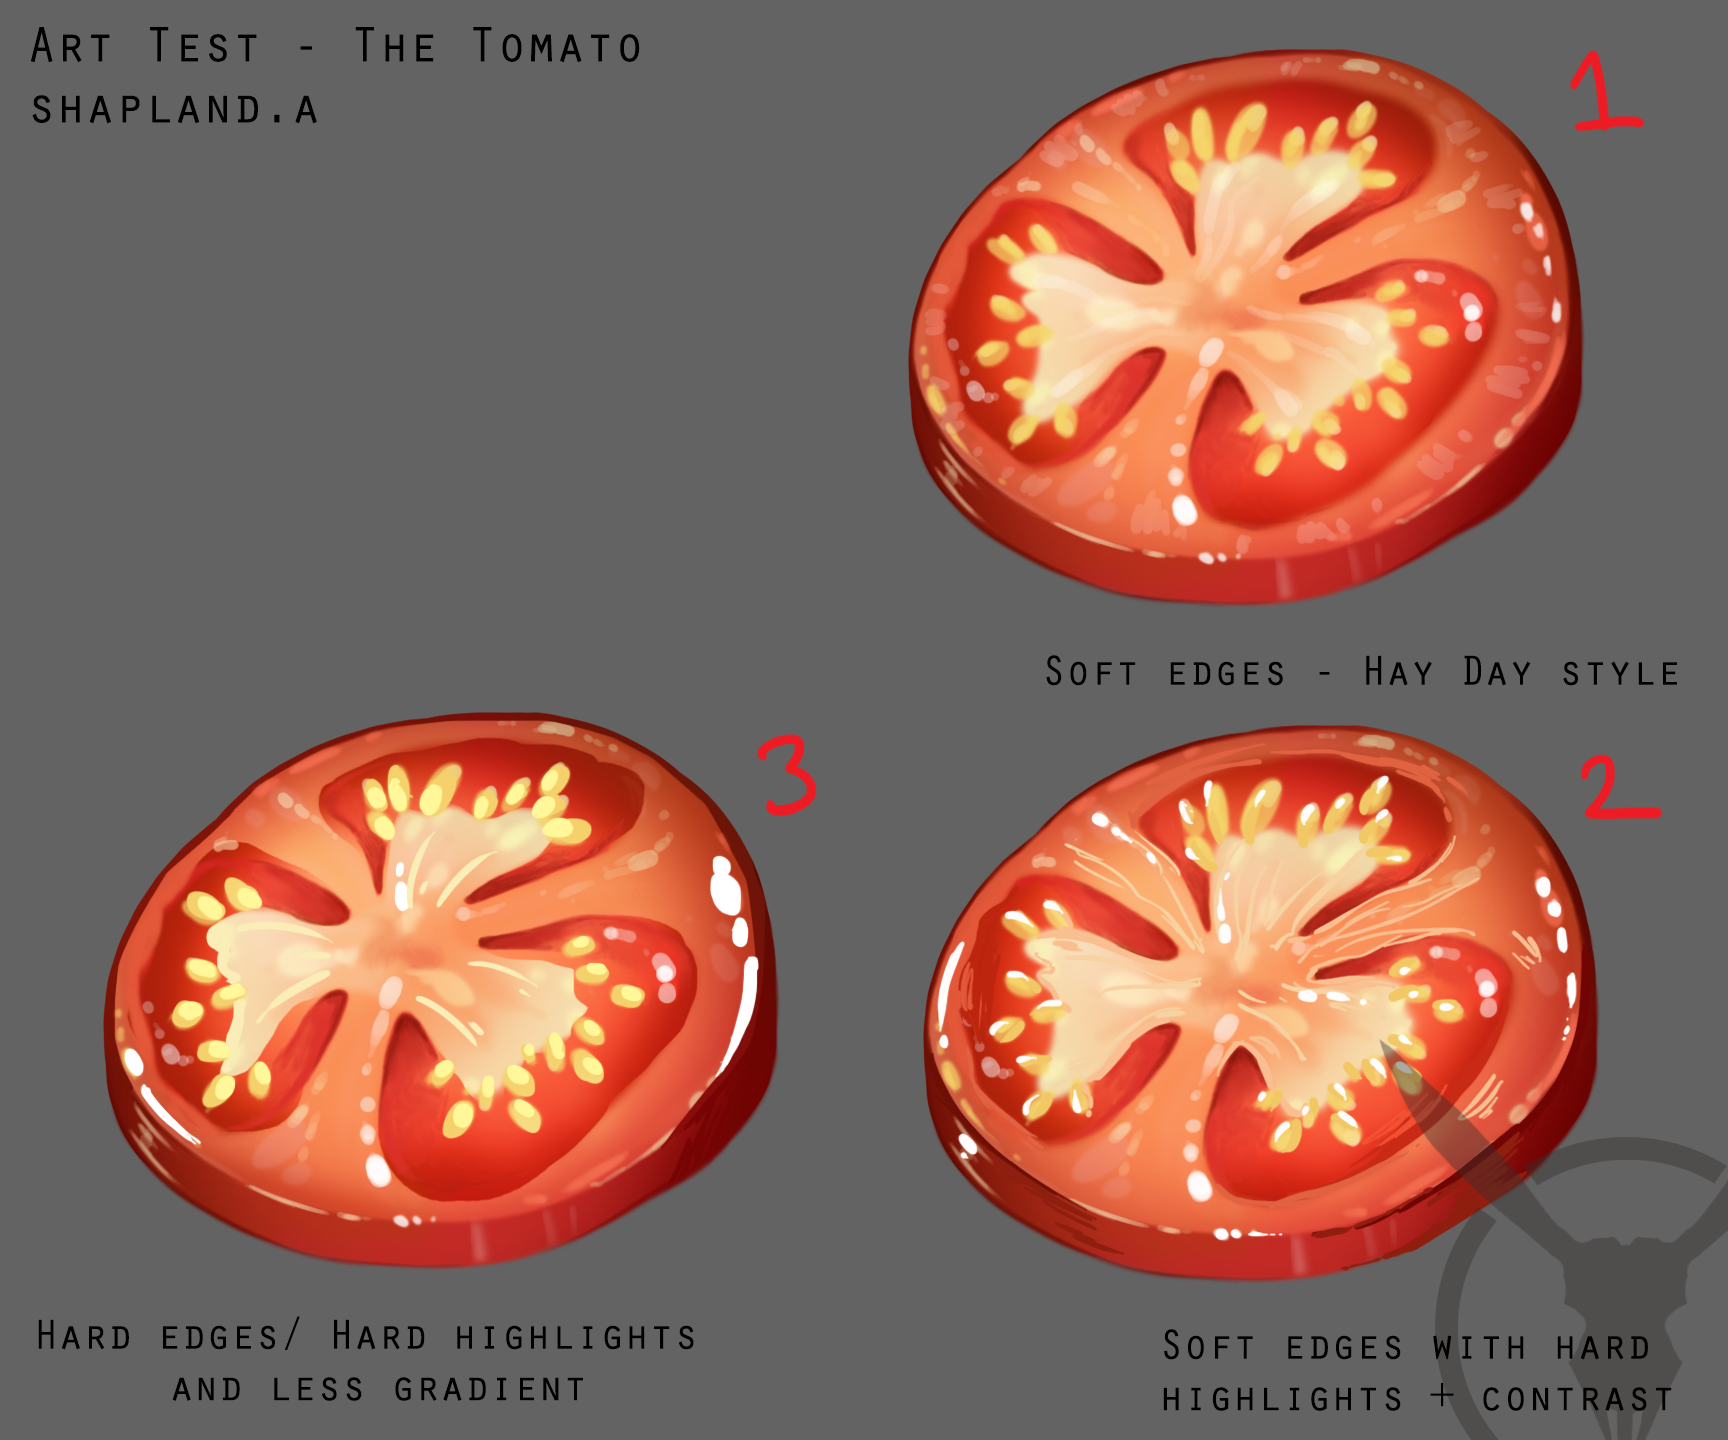 Art Test - The Tomato
shapland.a
1
Soft edges - Hay Day style
3
2
Hard edges/ Hard highlights
and less gradient
Soft edges with hard
highlights + contrast